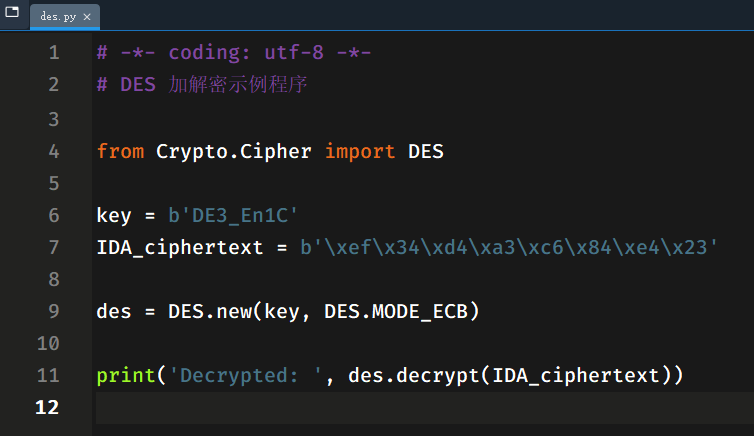 des.py ×
1 # -*- coding: utf-8 -*-
2 # DES 加解密示例程序
3
4 from Crypto.Cipher import DES
5
6 key = b'DE3_En1C'
7 IDA_ciphertext = b'\xef\x34\xd4\xa3\xc6\x84\xe4\x23'
8
9 des = DES.new(key, DES.MODE_ECB)
10
11 print('Decrypted: ', des.decrypt(IDA_ciphertext))
12